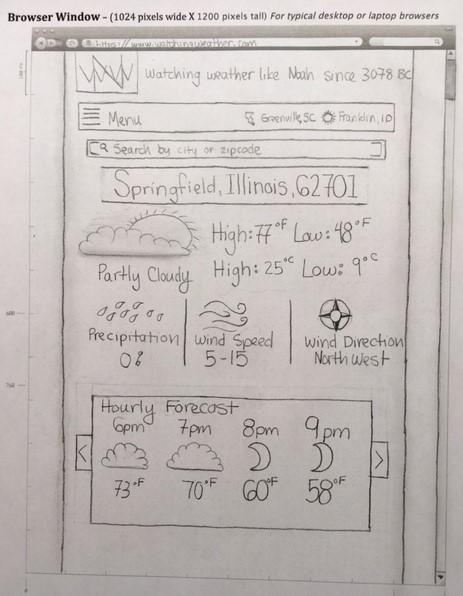 Browser Window – (1024 pixels wide X 1200 pixels tall) For typical desktop or laptop browsers
https://www.watchingweather.com
WW Watching weather like Noah since 3078 BC
Menu Greenville, SC Franklin, ID
Search by city or zipcode
Springfield, Illinois, 62701
High: 77°F Low: 48°F
High: 25°C Low: 9°C
Partly Cloudy
600
Precipitation Wind Speed Wind Direction
0% 5-15 North West
768
Hourly Forecast
6pm 7pm 8pm 9pm
< >
73°F 70°F 60°F 58°F